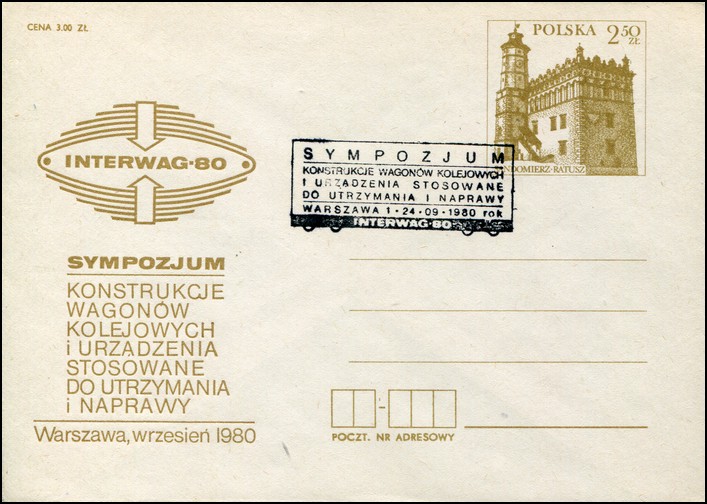 CENA 3.00 ZŁ
POLSKA 2.50 ZŁ
INTERWAG-80
SYMPOZJUM
KONSTRUKCJE WAGONÓW KOLEJOWYCH
I URZĄDZENIA STOSOWANE
DO UTRZYMANIA I NAPRAWY
WARSZAWA 1 · 24 · 09 · 1980 rok
INTERWAG·80
NDOMIERZ-RATUSZ
SYMPOZJUM
KONSTRUKCJE
WAGONÓW
KOLEJOWYCH
i URZĄDZENIA
STOSOWANE
DO UTRZYMANIA
i NAPRAWY
Warszawa, wrzesień 1980
POCZT. NR ADRESOWY